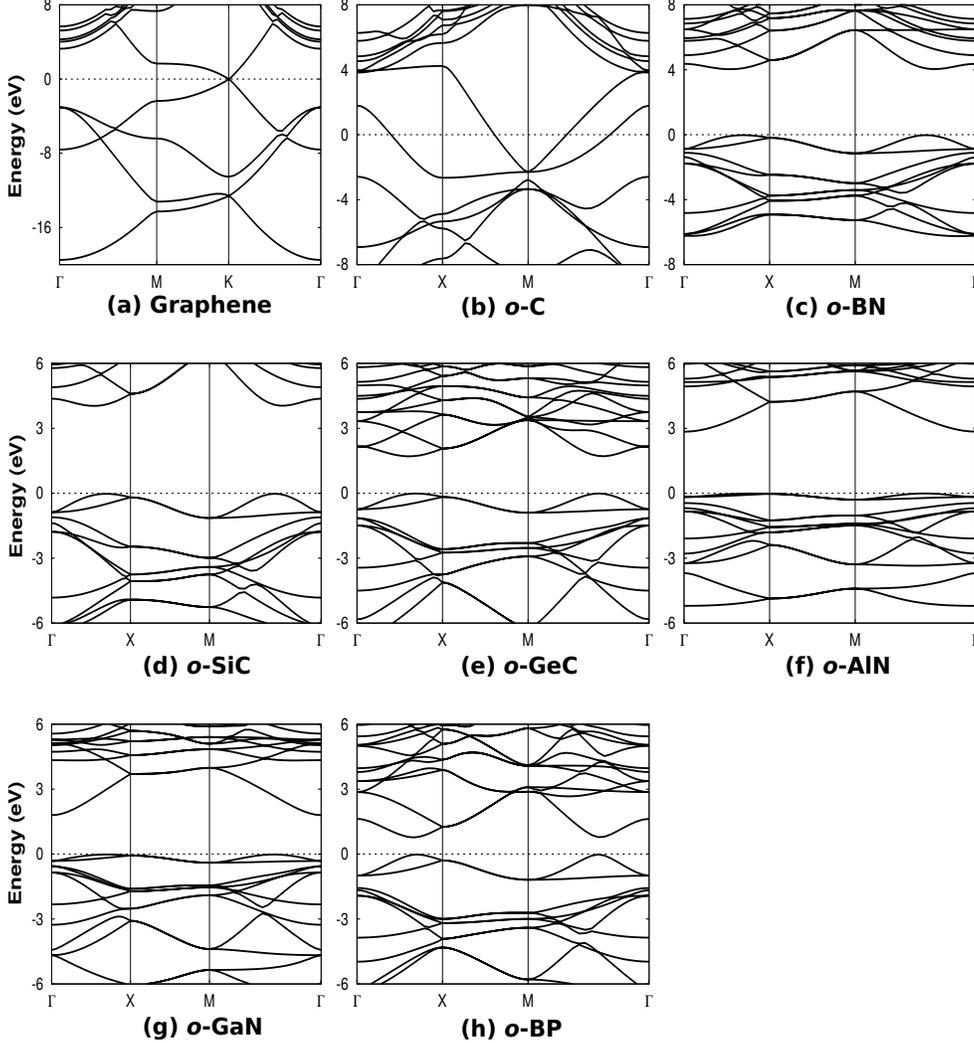 8 8 8
4 4
0 0 0
-8
-4 -4
-16
-8 -8
Energy (eV)
Γ M K Γ Γ X M Γ Γ X M Γ
(a) Graphene (b) o-C (c) o-BN
6 6 6
3 3 3
0 0 0
-3 -3 -3
-6 -6 -6
Energy (eV)
Γ X M Γ Γ X M Γ Γ X M Γ
(d) o-SiC (e) o-GeC (f) o-AlN
6 6
3 3
0 0
-3 -3
-6 -6
Energy (eV)
Γ X M Γ Γ X M Γ
(g) o-GaN (h) o-BP